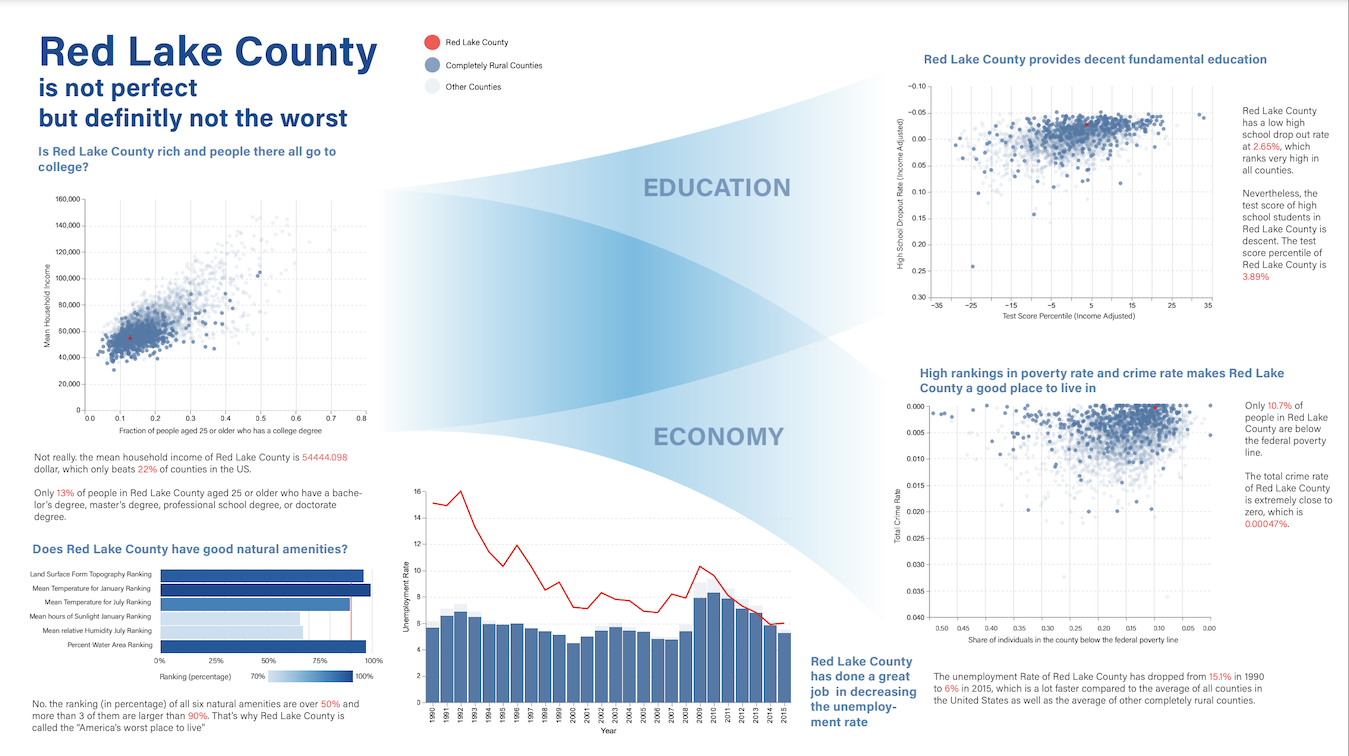 Red Lake County
is not perfect
but definitly not the worst
Is Red Lake County rich and people there all go to
college?
160,000
140,000
120,000
100,000
80,000
60,000
40,000
20,000
0
Mean Household Income
0.0 0.1 0.2 0.3 0.4 0.5 0.6 0.7 0.8
Fraction of people aged 25 or older who has a college degree
Not really. the mean household income of Red Lake County is 54444.098
dollar, which only beats 22% of counties in the US.
Only 13% of people in Red Lake County aged 25 or older who have a bache-
lor's degree, master's degree, professional school degree, or doctorate
degree.
Does Red Lake County have good natural amenities?
Land Surface Form Topography Ranking
Mean Temperature for January Ranking
Mean Temperature for July Ranking
Mean hours of Sunlight January Ranking
Mean relative Humidity July Ranking
Percent Water Area Ranking
0% 25% 50% 75% 100%
Ranking (percentage) 70% 100%
No. the ranking (in percentage) of all six natural amenities are over 50% and
more than 3 of them are larger than 90%. That's why Red Lake County is
called the "America's worst place to live"
Red Lake County
Completely Rural Counties
Other Counties
EDUCATION
ECONOMY
16
14
12
10
8
6
4
2
0
Unemployment Rate
1990 1991 1992 1993 1994 1995 1996 1997 1998 1999 2000 2001 2002 2003 2004 2005 2006 2007 2008 2009 2010 2011 2012 2013 2014 2015
Year
Red Lake County
has done a great
job in decreasing
the unemploy-
ment rate
Red Lake County provides decent fundamental education
−0.10
−0.05
0.00
0.05
0.10
0.15
0.20
0.25
0.30
High School Dropout Rate (Income Adjusted)
−35 −25 −15 −5 5 15 25 35
Test Score Percentile (Income Adjusted)
Red Lake County
has a low high
school drop out rate
at 2.65%, which
ranks very high in
all counties.
Nevertheless, the
test score of high
school students in
Red Lake County is
descent. The test
score percentile of
Red Lake County is
3.89%
High rankings in poverty rate and crime rate makes Red Lake
County a good place to live in
0.000
0.005
0.010
0.015
0.020
0.025
0.030
0.035
0.040
Total Crime Rate
0.50 0.45 0.40 0.35 0.30 0.25 0.20 0.15 0.10 0.05 0.00
Share of individuals in the county below the federal poverty line
Only 10.7% of
people in Red Lake
County are below
the federal poverty
line.
The total crime rate
of Red Lake County
is extremely close to
zero, which is
0.00047%.
The unemployment Rate of Red Lake County has dropped from 15.1% in 1990
to 6% in 2015, which is a lot faster compared to the average of all counties in
the United States as well as the average of other completely rural counties.